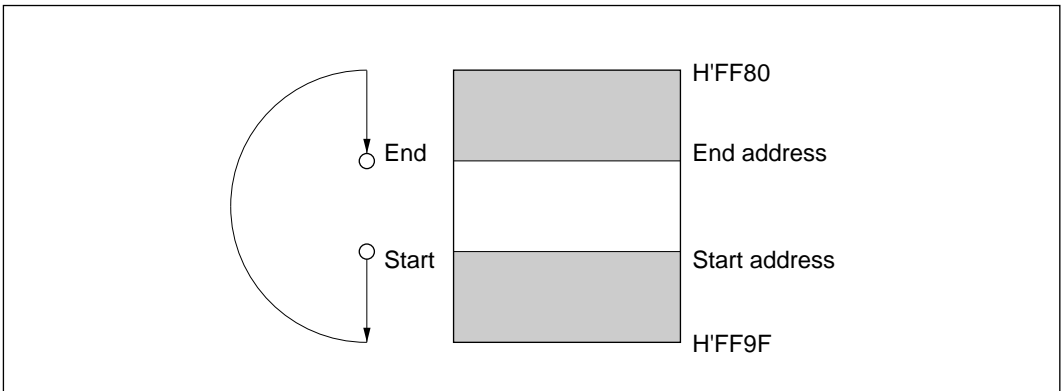 H'FF80
End
End address
Start
Start address
H'FF9F